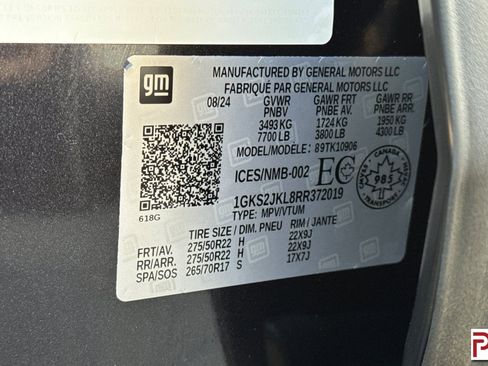 gm
MANUFACTURED BY GENERAL MOTORS LLC
FABRIQUÉ PAR GENERAL MOTORS LLC
08/24 GVWR GAWR FRT GAWR RR
PNBV PNBE AV. PNBE ARR.
3493 KG 1724 KG 1950 KG
7700 LB 3800 LB 4300 LB
MODEL/MODÈLE: 89TK10906
ICES/NMB-002 EC
CANADA
985
CMVSS
NSVAC
618G
1GKS2JKL8RR372019
TYPE: MPV/VTUM
TIRE SIZE / DIM. PNEU RIM / JANTE
FRT/AV. 275/50R22 H 22X9J
RR/ARR. 275/50R22 H 22X9J
SPA/SOS 265/70R17 S 17X7J
P